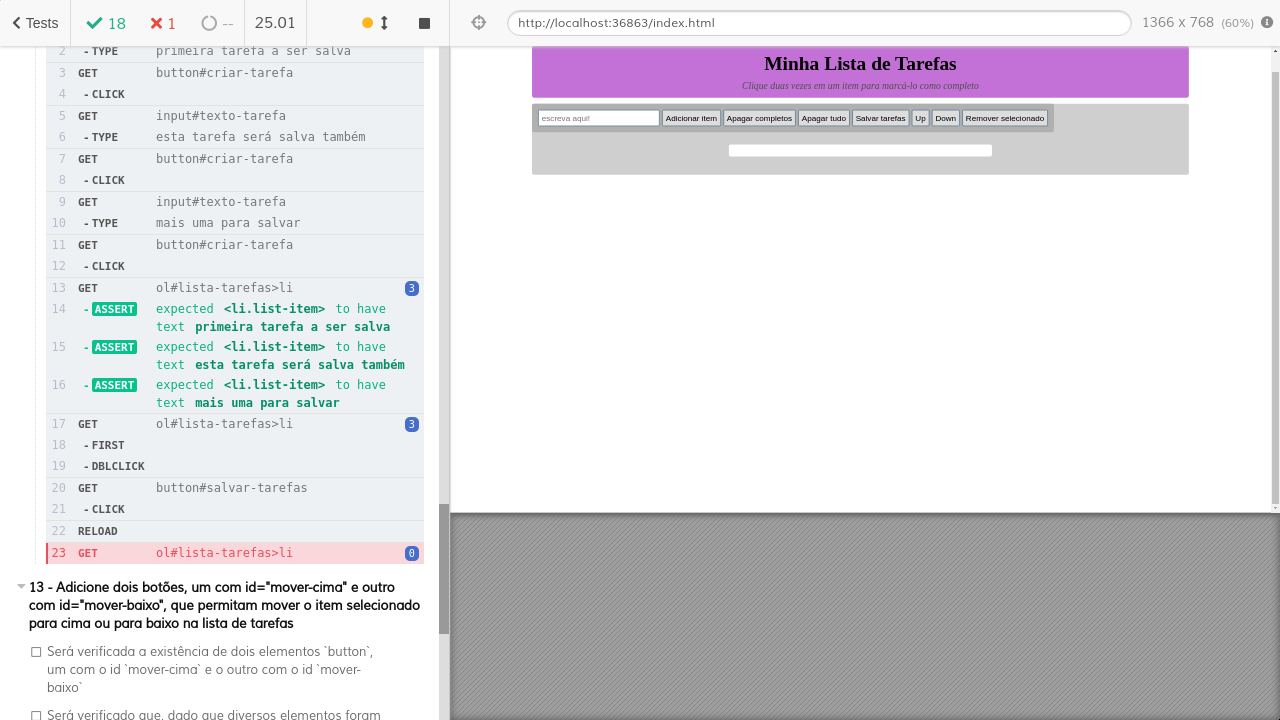 Tests
18
1
--
25.01
http://localhost:36863/index.html
1366 x 768 (60%)
2 - TYPE primeira tarefa a ser salva
3 GET button#criar-tarefa
4 - CLICK
5 GET input#texto-tarefa
6 - TYPE esta tarefa será salva também
7 GET button#criar-tarefa
8 - CLICK
9 GET input#texto-tarefa
10 - TYPE mais uma para salvar
11 GET button#criar-tarefa
12 - CLICK
13 GET ol#lista-tarefas>li 3
14 - ASSERT expected <li.list-item> to have
text primeira tarefa a ser salva
15 - ASSERT expected <li.list-item> to have
text esta tarefa será salva também
16 - ASSERT expected <li.list-item> to have
text mais uma para salvar
17 GET ol#lista-tarefas>li 3
18 - FIRST
19 - DBLCLICK
20 GET button#salvar-tarefas
21 - CLICK
22 RELOAD
23 GET ol#lista-tarefas>li 0
13 - Adicione dois botões, um com id="mover-cima" e outro
com id="mover-baixo", que permitam mover o item selecionado
para cima ou para baixo na lista de tarefas
Será verificada a existência de dois elementos `button`,
um com o id `mover-cima` e o outro com o id `mover-
baixo`
Será verificado que, dado que diversos elementos foram
Minha Lista de Tarefas
Clique duas vezes em um item para marcá-lo como completo
escreva aqui!
Adicionar item
Apagar completos
Apagar tudo
Salvar tarefas
Up
Down
Remover selecionado